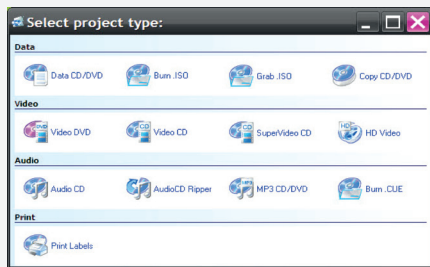 Select project type:
Data
Data CD/DVD Burn .ISO Grab .ISO Copy CD/DVD
Video
Video DVD Video CD SuperVideo CD HD Video
Audio
Audio CD AudioCD Ripper MP3 CD/DVD Burn .CUE
Print
Print Labels